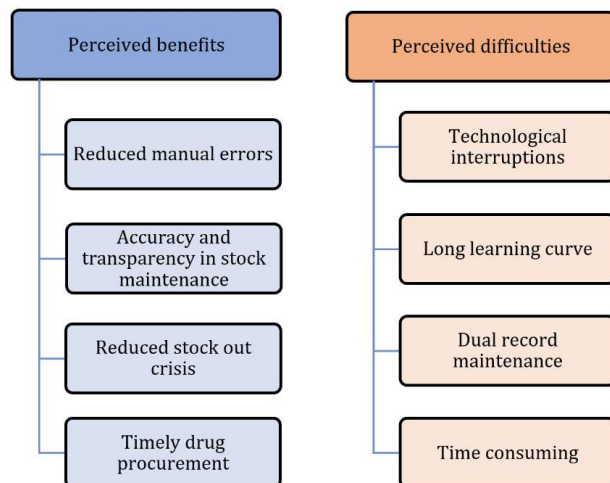 Perceived benefits
Reduced manual errors
Accuracy and
transparency in stock
maintenance
Reduced stock out
crisis
Timely drug
procurement
Perceived difficulties
Technological
interruptions
Long learning curve
Dual record
maintenance
Time consuming